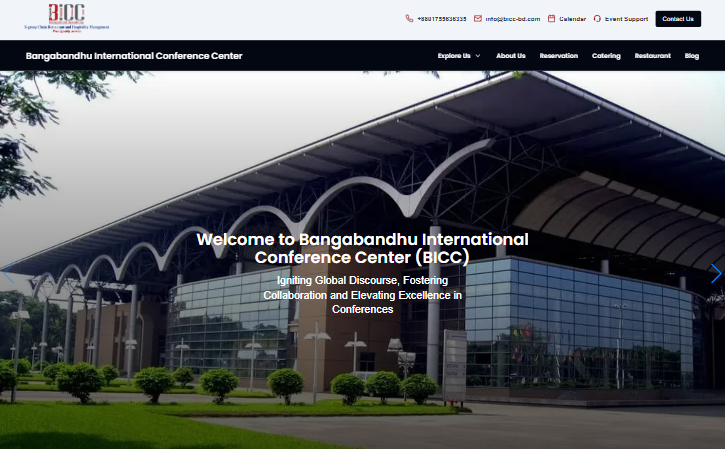 BICC
+8801755636335
info@bicc-bd.com
Calendar
Event Support
Contact Us
Bangabandhu International Conference Center
Explore Us
About Us
Reservation
Catering
Restaurant
Blog
Welcome to Bangabandhu International
Conference Center (BICC)
Igniting Global Discourse, Fostering
Collaboration and Elevating Excellence in
Conferences